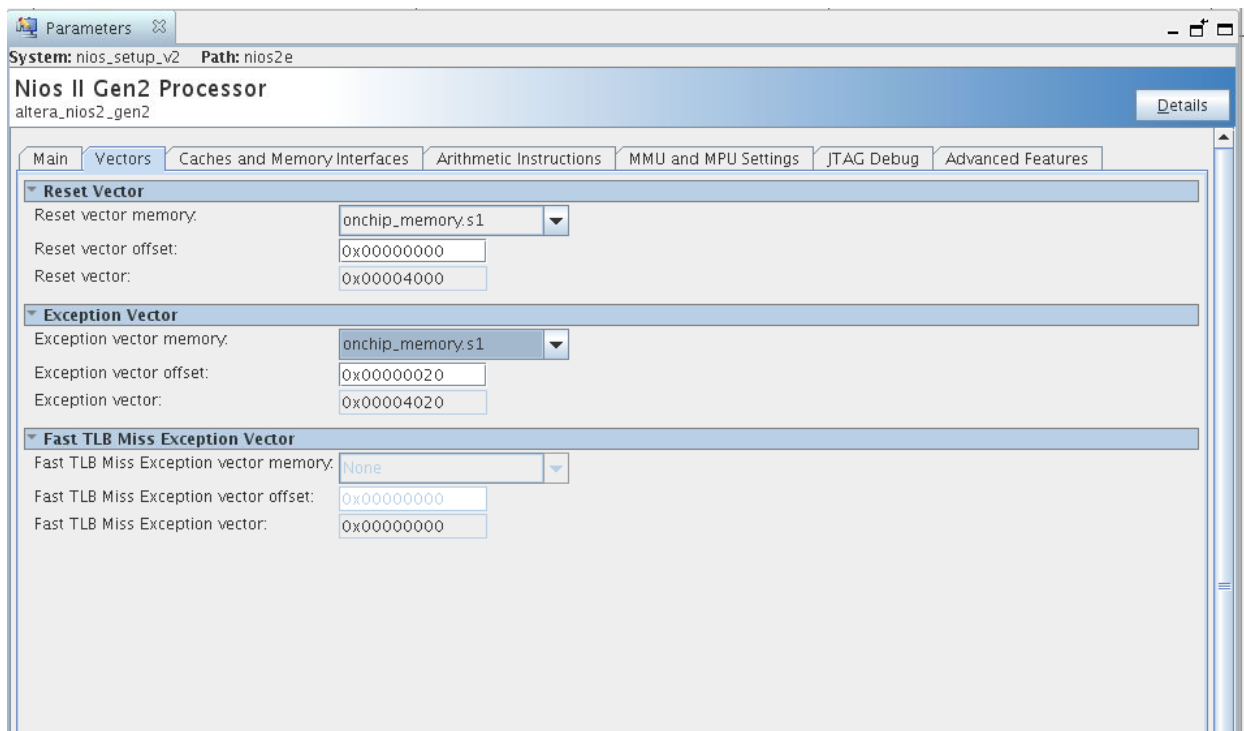 Parameters
System: nios_setup_v2 Path: nios2e
Nios II Gen2 Processor
altera_nios2_gen2
Details
Main Vectors Caches and Memory Interfaces Arithmetic Instructions MMU and MPU Settings JTAG Debug Advanced Features
Reset Vector
Reset vector memory: onchip_memory.s1
Reset vector offset: 0x00000000
Reset vector: 0x00004000
Exception Vector
Exception vector memory: onchip_memory.s1
Exception vector offset: 0x00000020
Exception vector: 0x00004020
Fast TLB Miss Exception Vector
Fast TLB Miss Exception vector memory: None
Fast TLB Miss Exception vector offset: 0x00000000
Fast TLB Miss Exception vector: 0x00000000